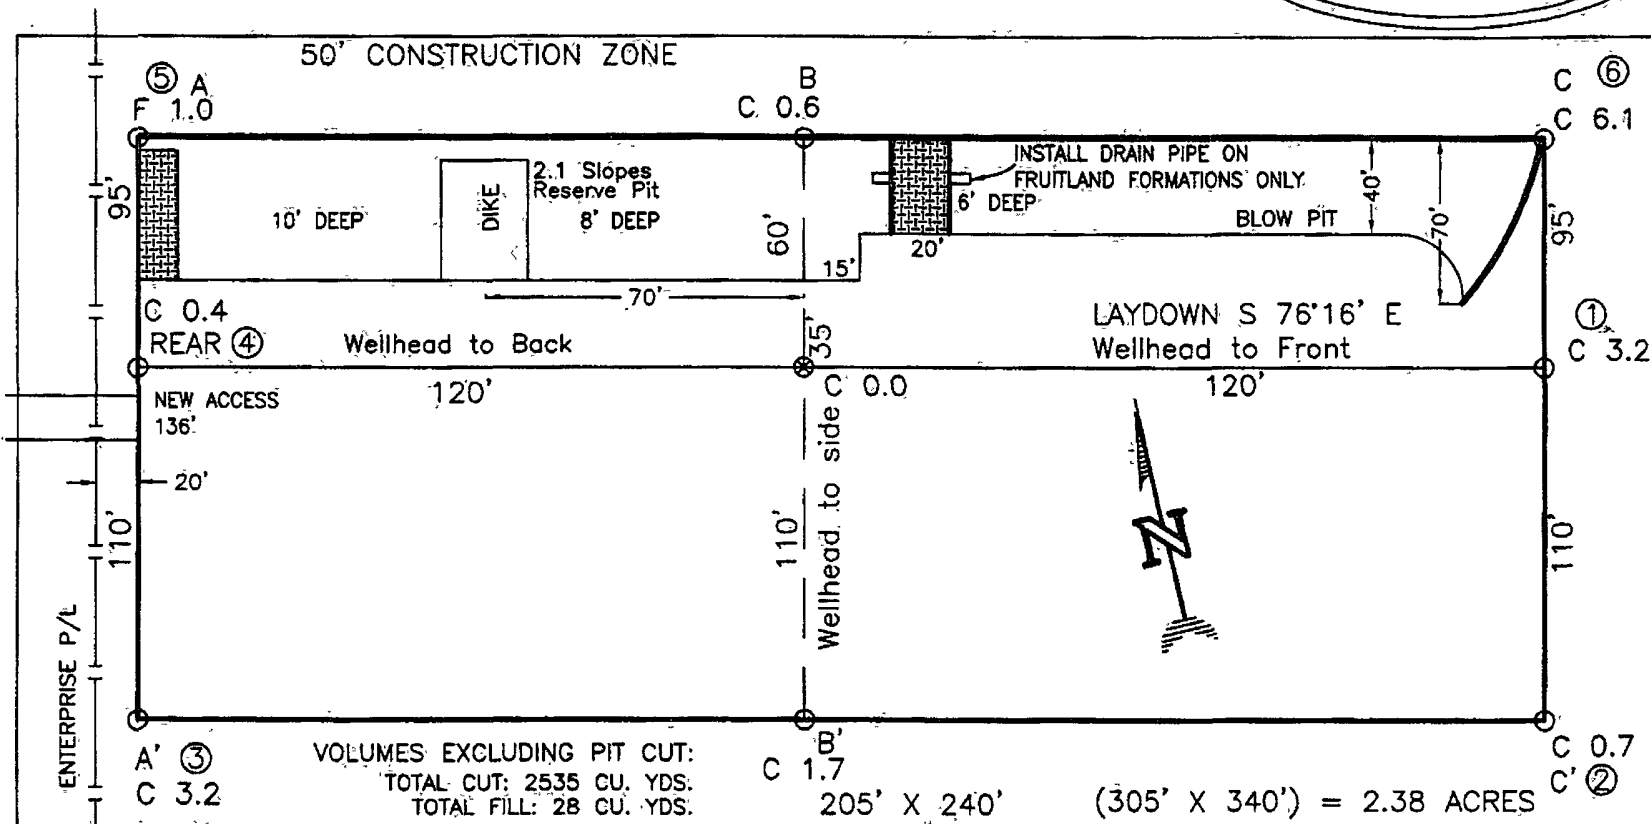 50' CONSTRUCTION ZONE
⑤ A
F 1.0
B
C 0.6
C ⑥
C 6.1
95'
10' DEEP
DIKE
2.1 Slopes
Reserve Pit
8' DEEP
60'
15'
70'
INSTALL DRAIN PIPE ON
FRUITLAND FORMATIONS ONLY
6' DEEP
20'
BLOW PIT
40'
70'
95'
C 0.4
REAR ④
Wellhead to Back
120'
35'
C 0.0
LAYDOWN S 76°16' E
Wellhead to Front
120'
①
C 3.2
NEW ACCESS
136'
20'
110'
110'
Wellhead to side
N
110'
ENTERPRISE P/L
A' ③
C 3.2
VOLUMES EXCLUDING PIT CUT:
TOTAL CUT: 2535 CU. YDS.
TOTAL FILL: 28 CU. YDS.
B'
C 1.7
205' X 240'
(305' X 340') = 2.38 ACRES
C 0.7
C' ②